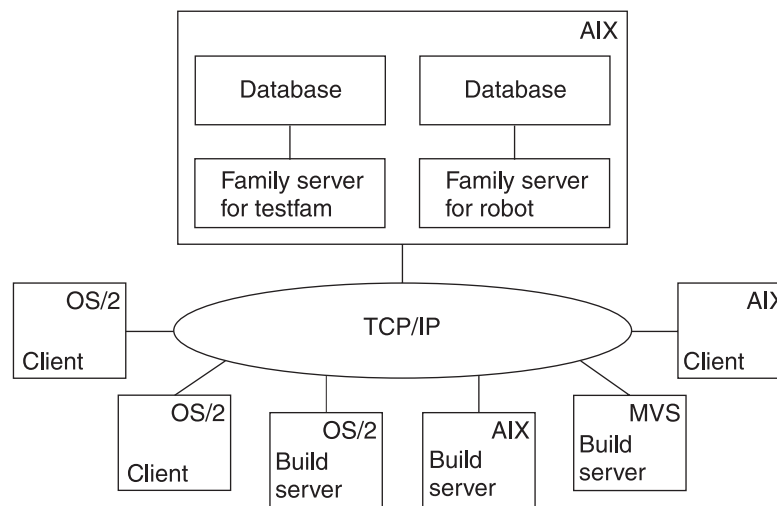 AIX
Database
Database
Family server
for testfam
Family server
for robot
OS/2
Client
TCP/IP
AIX
Client
OS/2
Client
OS/2
Build
server
AIX
Build
server
MVS
Build
server